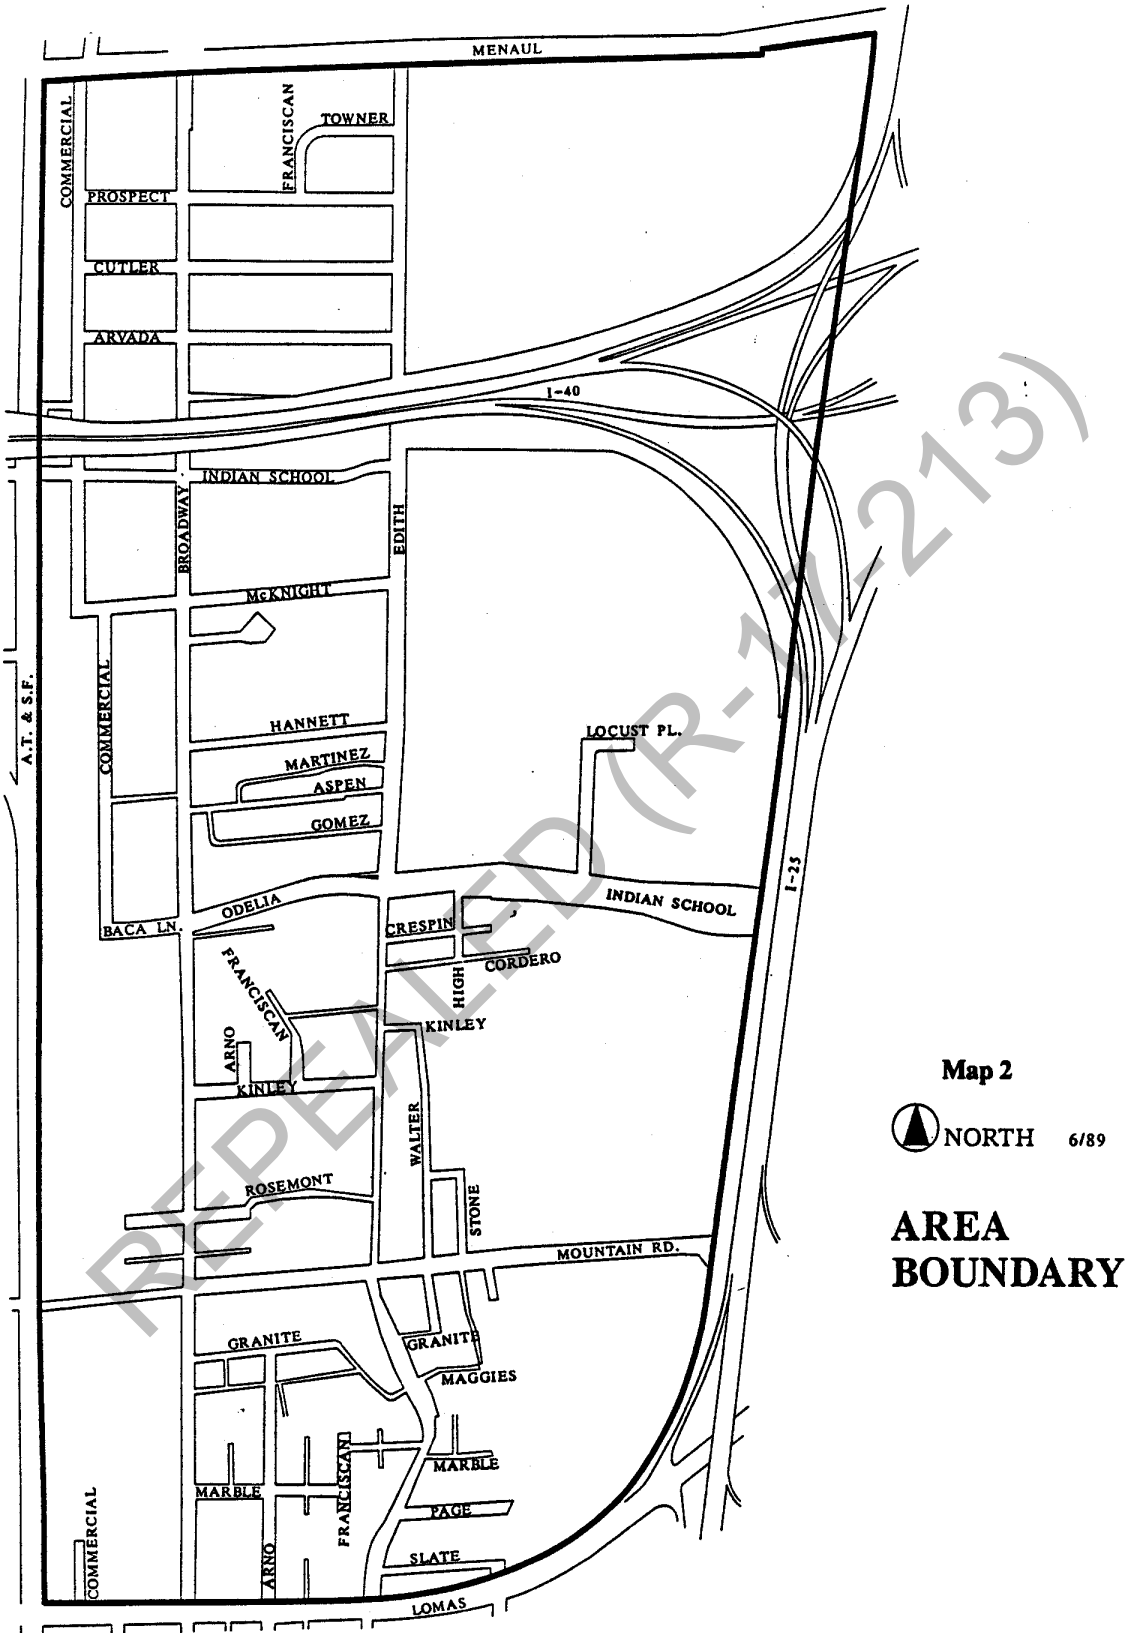 MENAUL
COMMERCIAL
FRANCISCAN
TOWNER
PROSPECT
CUTLER
ARVADA
I-40
INDIAN SCHOOL
BROADWAY
EDITH
McKNIGHT
A.T. & S.F.
COMMERCIAL
HANNETT
MARTINEZ
ASPEN
GOMEZ
LOCUST PL.
I-25
ODELIA
BACA LN.
INDIAN SCHOOL
CRESPIN
CORDERO
HIGH
FRANCISCAN
ARNO
KINLEY
KINLEY
WALTER
ROSEMONT
STONE
MOUNTAIN RD.
GRANITE
GRANITE
MAGGIES
MARBLE
MARBLE
FRANCISCAN
COMMERCIAL
ARNO
PAGE
SLATE
LOMAS
Map 2
NORTH 6/89
AREA
BOUNDARY
REPEALED (R-17-213)